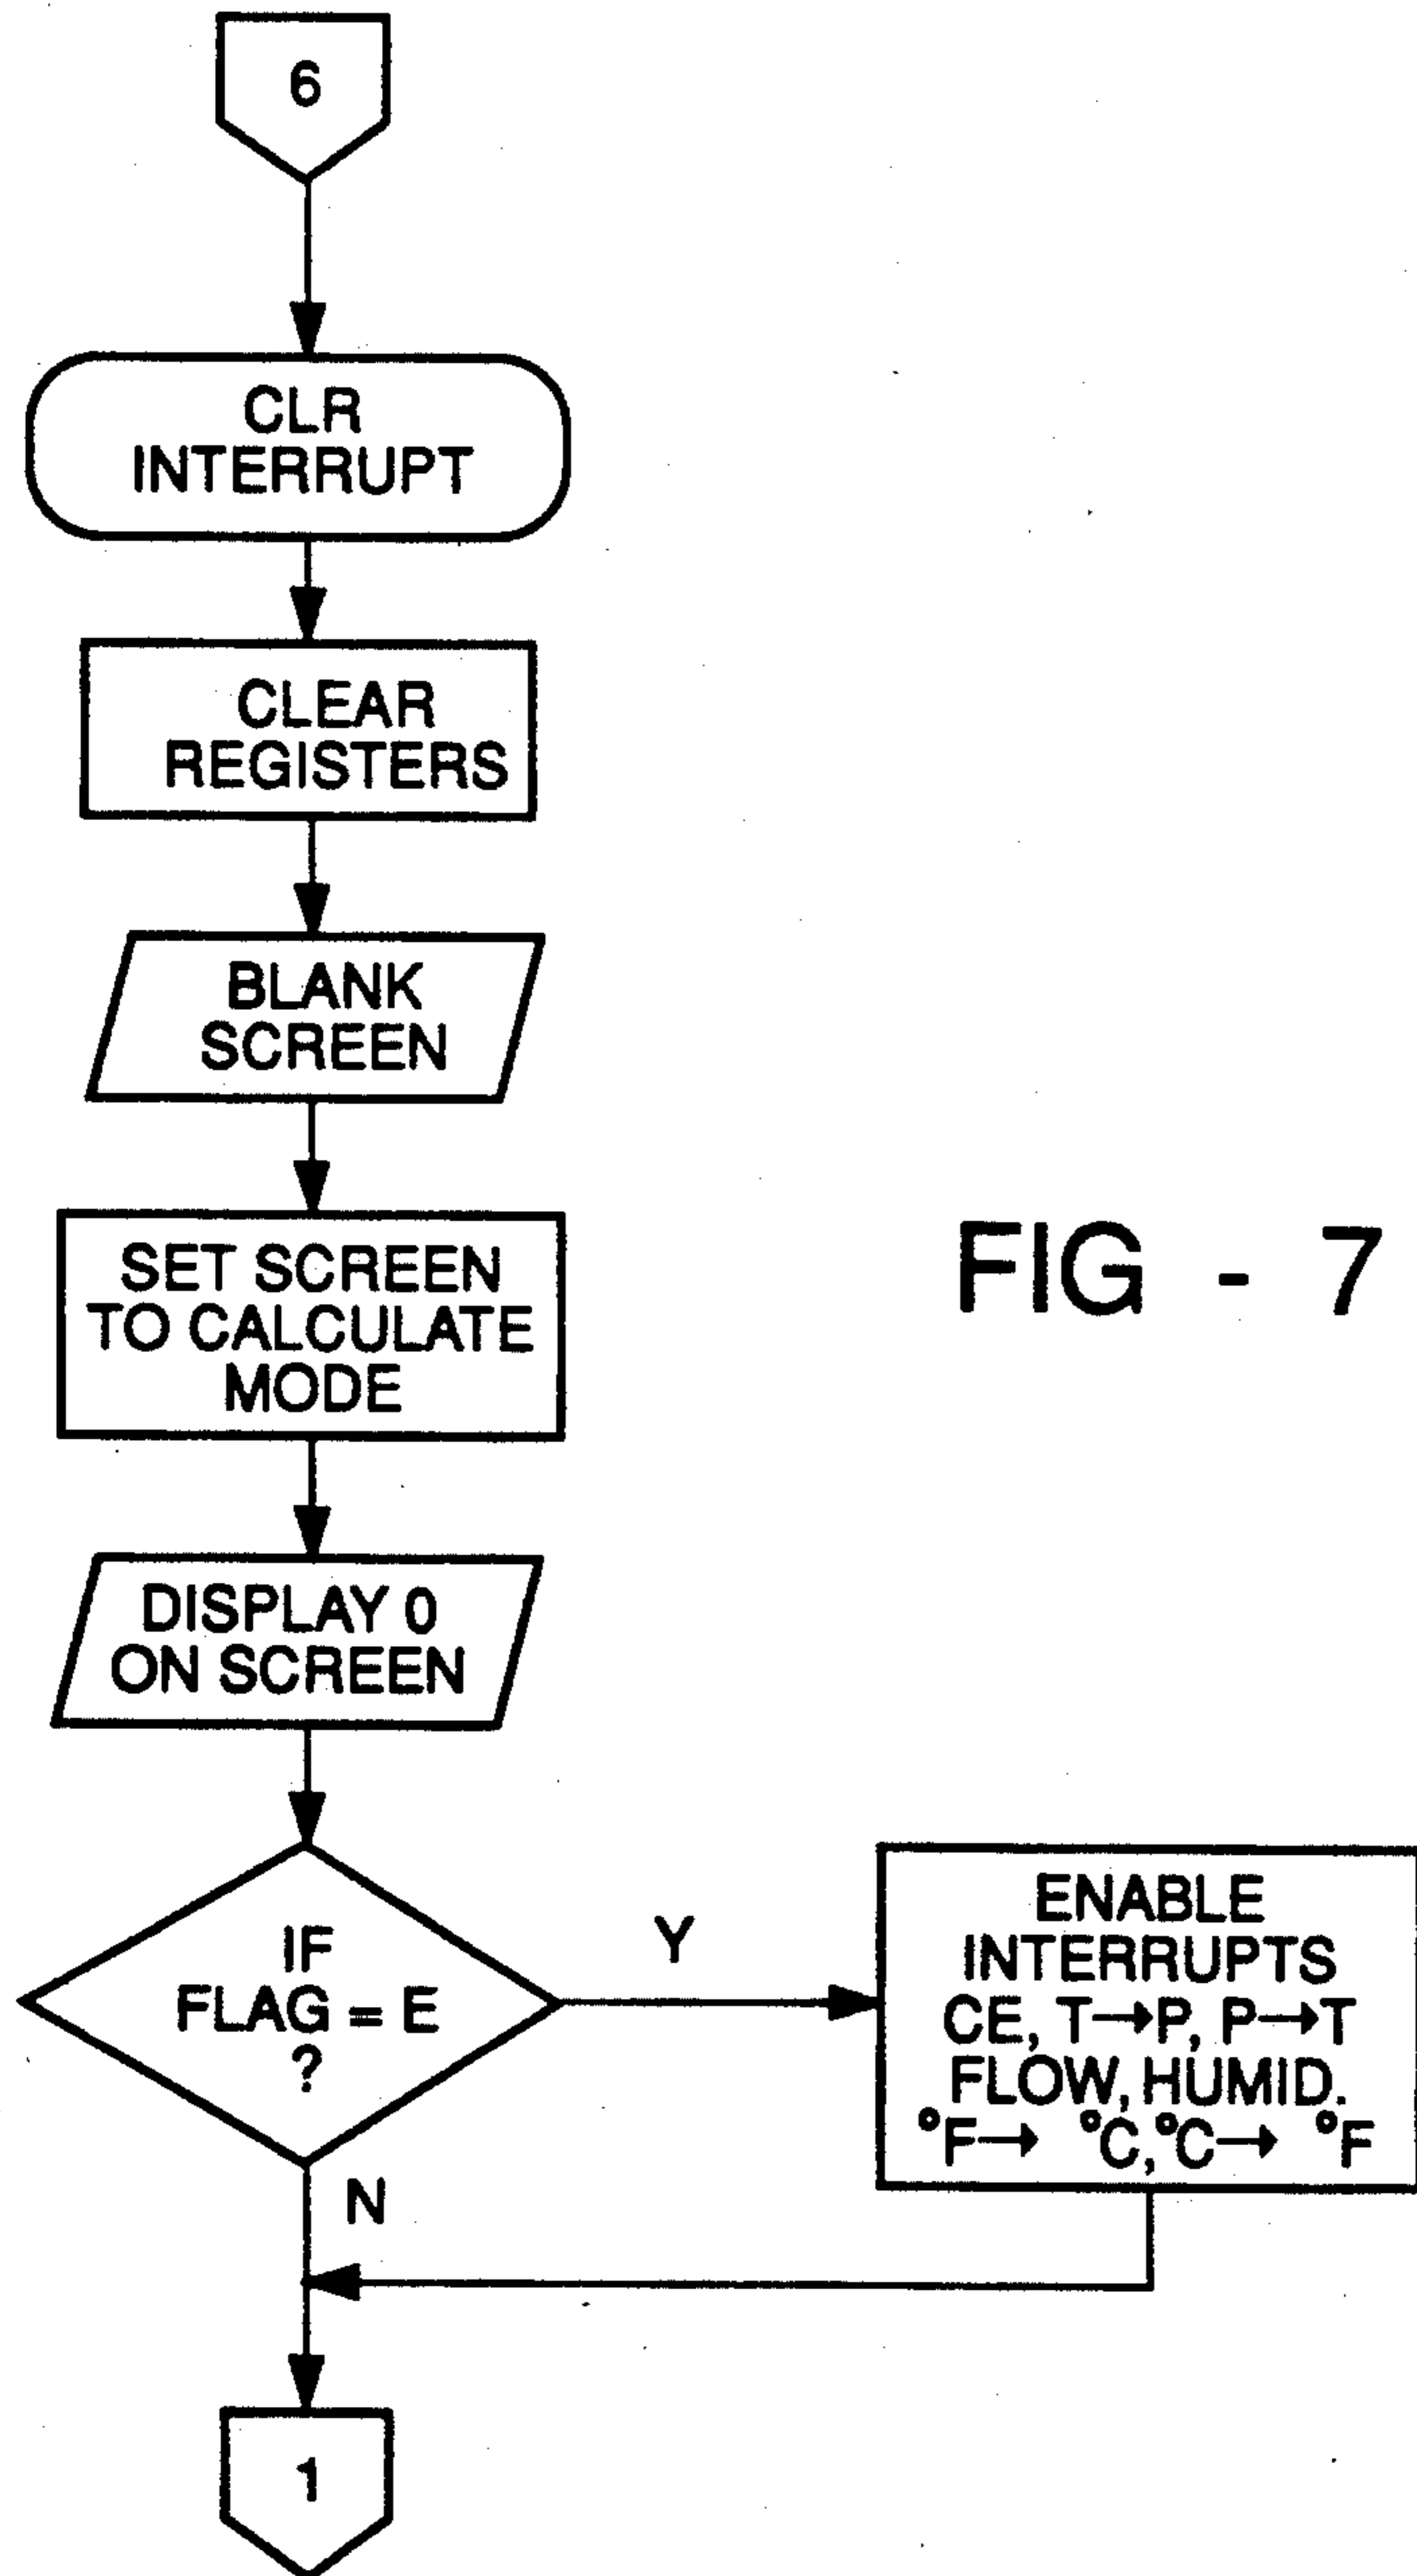 6
CLR
INTERRUPT
CLEAR
REGISTERS
BLANK
SCREEN
SET SCREEN
TO CALCULATE
MODE
FIG - 7
DISPLAY 0
ON SCREEN
IF
FLAG = E
?
Y
ENABLE
INTERRUPTS
CE, T→P, P→T
FLOW, HUMID.
°F→ °C,°C→ °F
N
1